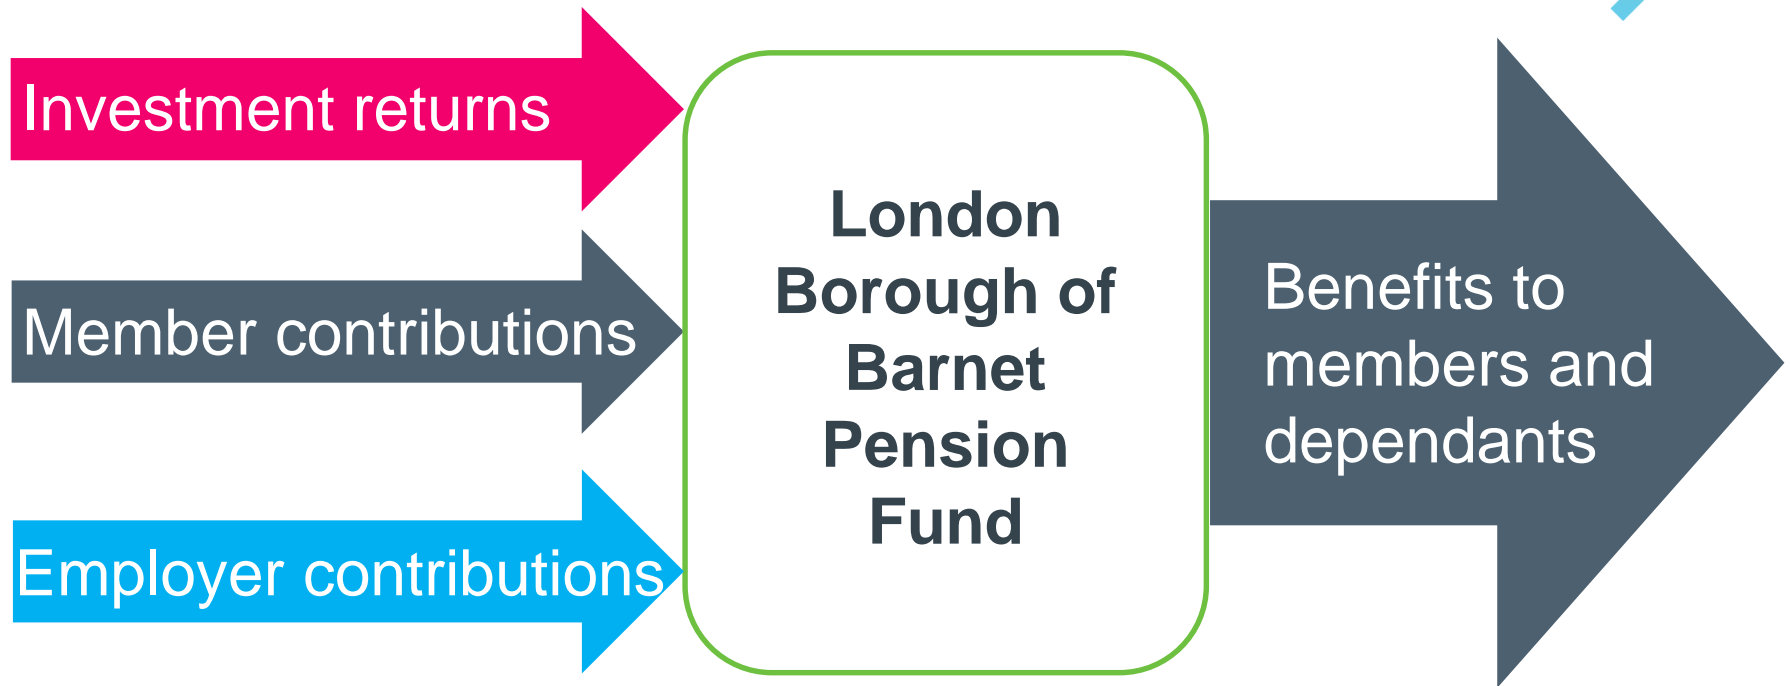 Investment returns
Member contributions
Employer contributions
London
Borough of
Barnet
Pension
Fund
Benefits to
members and
dependants